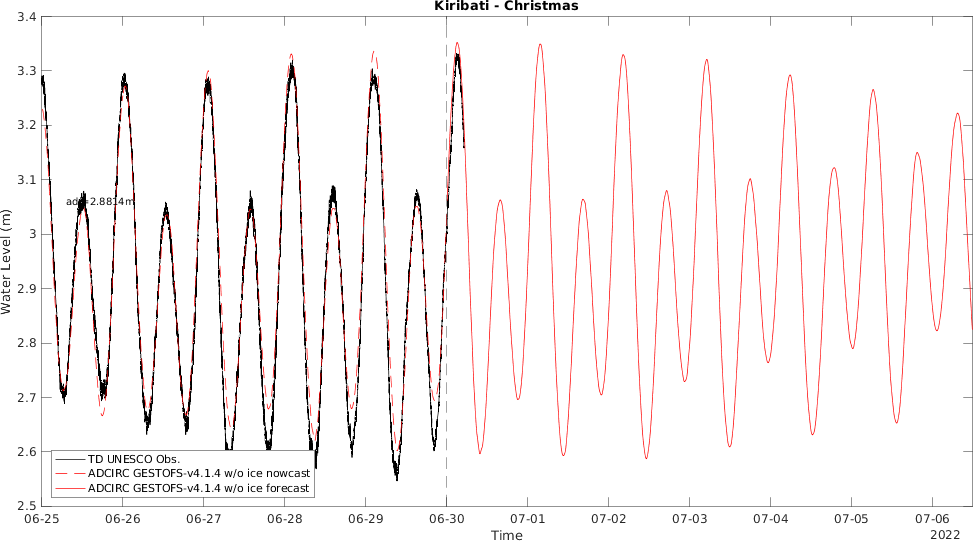 Kiribati - Christmas
3.4
3.3
3.2
3.1
3
2.9
2.8
2.7
2.6
2.5
Water Level (m)
2.8814m
TD UNESCO Obs.
ADCIRC GESTOFS-v4.1.4 w/o ice nowcast
ADCIRC GESTOFS-v4.1.4 w/o ice forecast
06-25 06-26 06-27 06-28 06-29 06-30 07-01 07-02 07-03 07-04 07-05 07-06
Time
2022